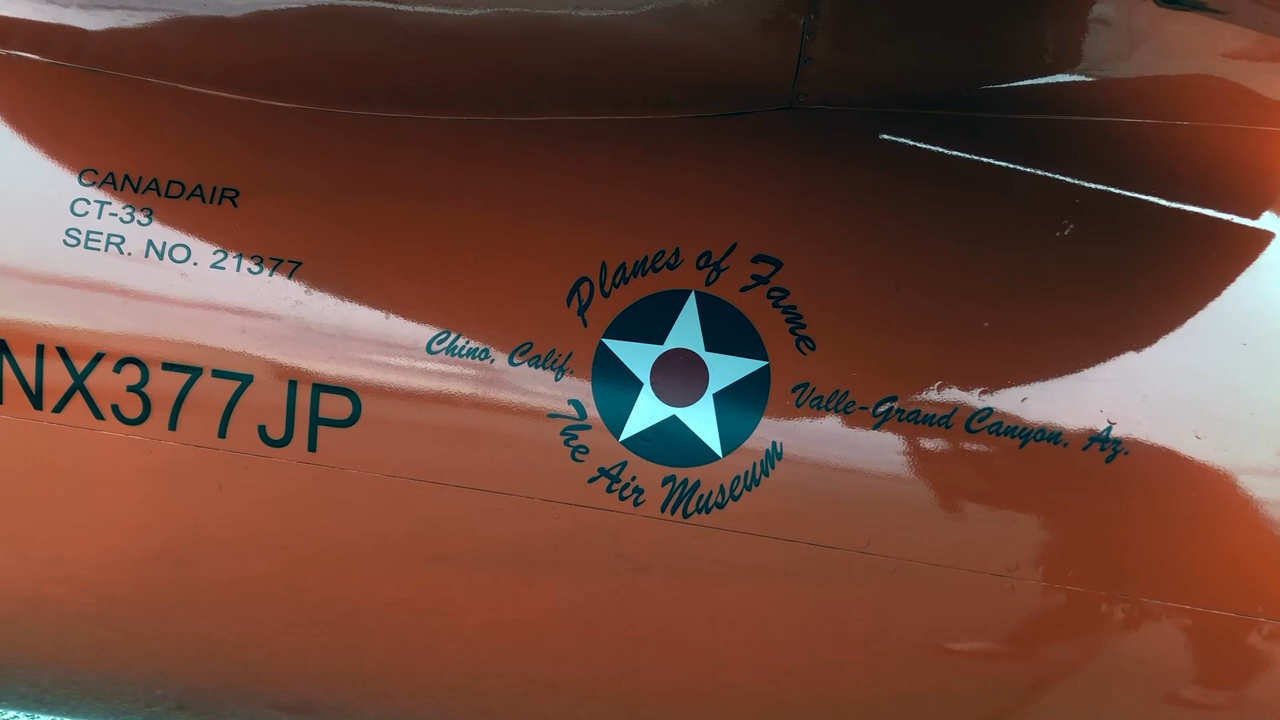 CANADAIR
CT-33
SER. NO. 21377
NX377JP
Planes of Fame
Chino, Calif.
Valle-Grand Canyon, Az.
The Air Museum